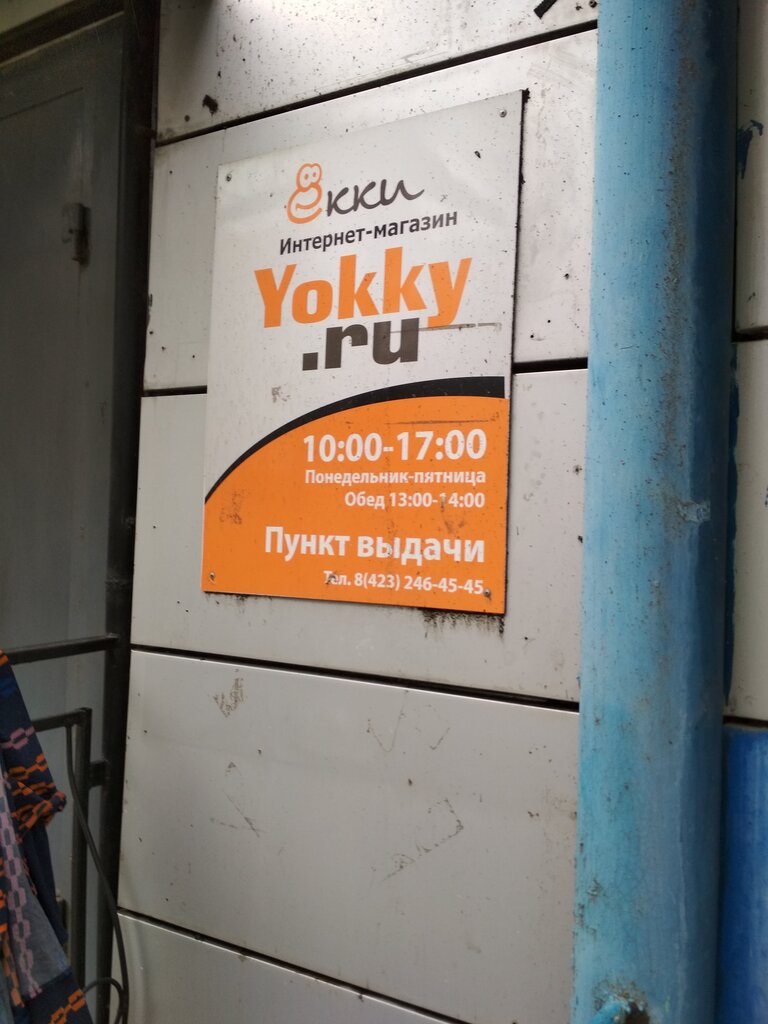 Ёкки
Интернет-магазин
Yokky
.ru
10:00-17:00
Понедельник-пятница
Обед 13:00-14:00
Пункт выдачи
Тел. 8(423) 246-45-45